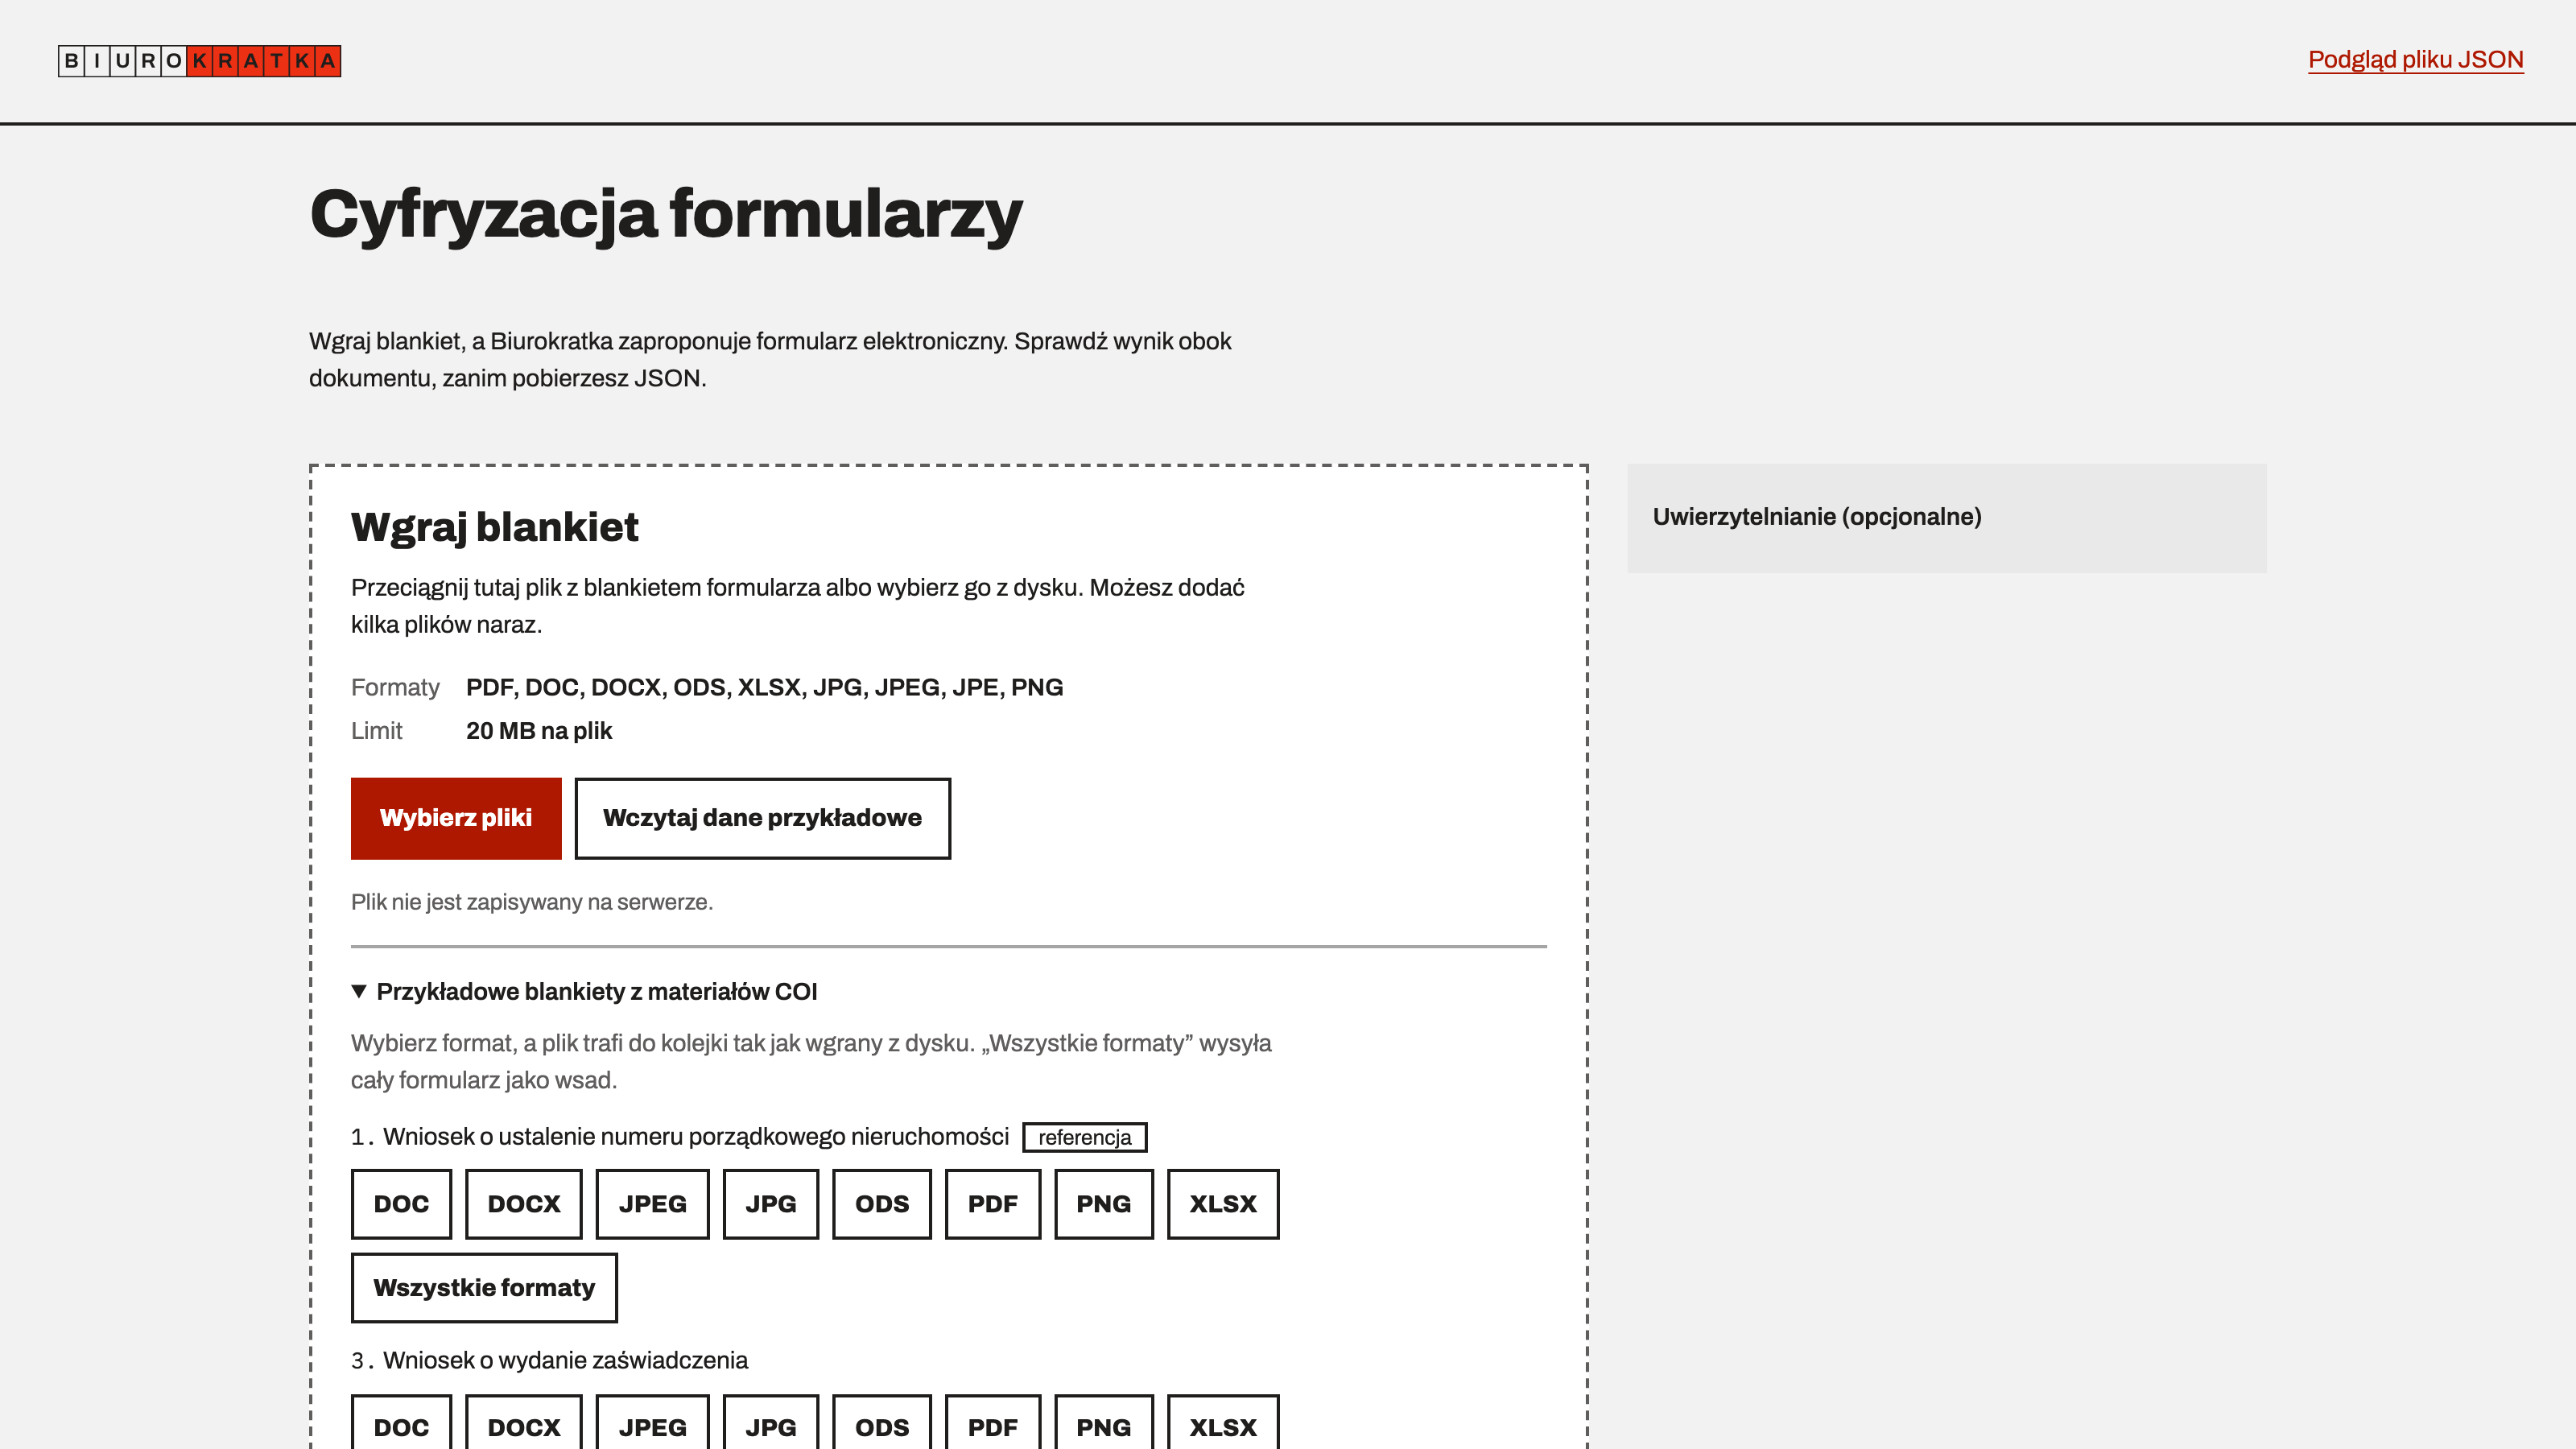 BIUROKRATKA
Podgląd pliku JSON
Cyfryzacja formularzy
Wgraj blankiet, a Biurokratka zaproponuje formularz elektroniczny. Sprawdź wynik obok
dokumentu, zanim pobierzesz JSON.
Wgraj blankiet
Przeciągnij tutaj plik z blankietem formularza albo wybierz go z dysku. Możesz dodać
kilka plików naraz.
Formaty PDF, DOC, DOCX, ODS, XLSX, JPG, JPEG, JPE, PNG
Limit 20 MB na plik
Wybierz pliki Wczytaj dane przykładowe
Plik nie jest zapisywany na serwerze.
▼ Przykładowe blankiety z materiałów COI
Wybierz format, a plik trafi do kolejki tak jak wgrany z dysku. „Wszystkie formaty” wysyła
cały formularz jako wsad.
1. Wniosek o ustalenie numeru porządkowego nieruchomości referencja
DOC DOCX JPEG JPG ODS PDF PNG XLSX
Wszystkie formaty
3. Wniosek o wydanie zaświadczenia
DOC DOCX JPEG JPG ODS PDF PNG XLSX
Uwierzytelnianie (opcjonalne)